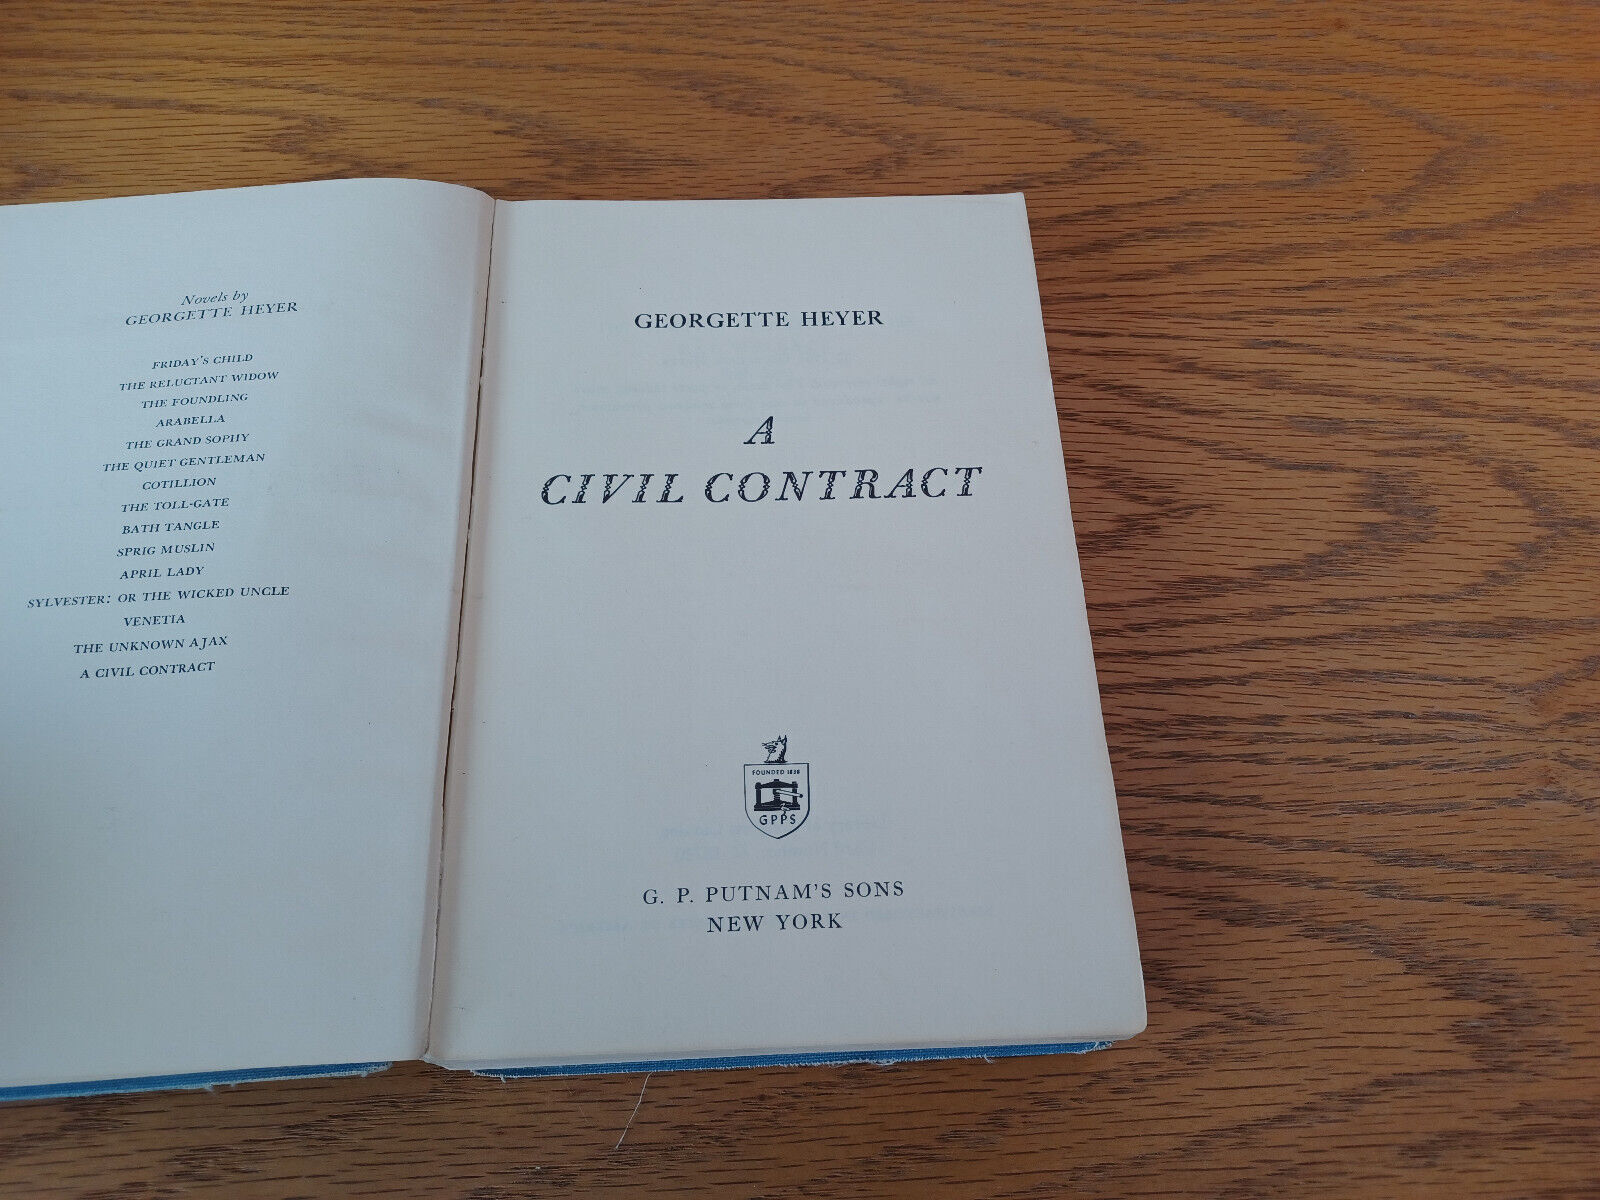 Novels by
GEORGETTE HEYER
FRIDAY'S CHILD
THE RELUCTANT WIDOW
THE FOUNDLING
ARABELLA
THE GRAND SOPHY
THE QUIET GENTLEMAN
COTILLION
THE TOLL-GATE
BATH TANGLE
SPRIG MUSLIN
APRIL LADY
SYLVESTER: OR THE WICKED UNCLE
VENETIA
THE UNKNOWN AJAX
A CIVIL CONTRACT
GEORGETTE HEYER
A
CIVIL CONTRACT
FOUNDED 1838
GPPS
G. P. PUTNAM'S SONS
NEW YORK